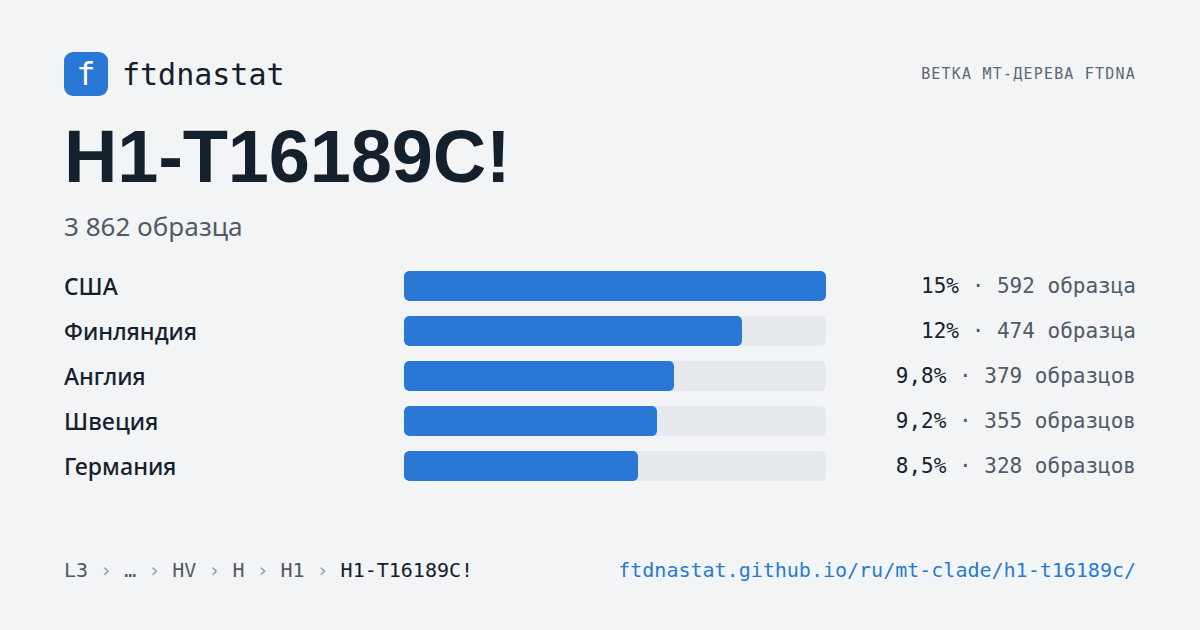 f ftdnastat
ВЕТКА МТ-ДЕРЕВА FTDNA
H1-T16189C!
3 862 образца
США 15% · 592 образца
Финляндия 12% · 474 образца
Англия 9,8% · 379 образцов
Швеция 9,2% · 355 образцов
Германия 8,5% · 328 образцов
L3 › … › HV › H › H1 › H1-T16189C!
ftdnastat.github.io/ru/mt-clade/h1-t16189c/